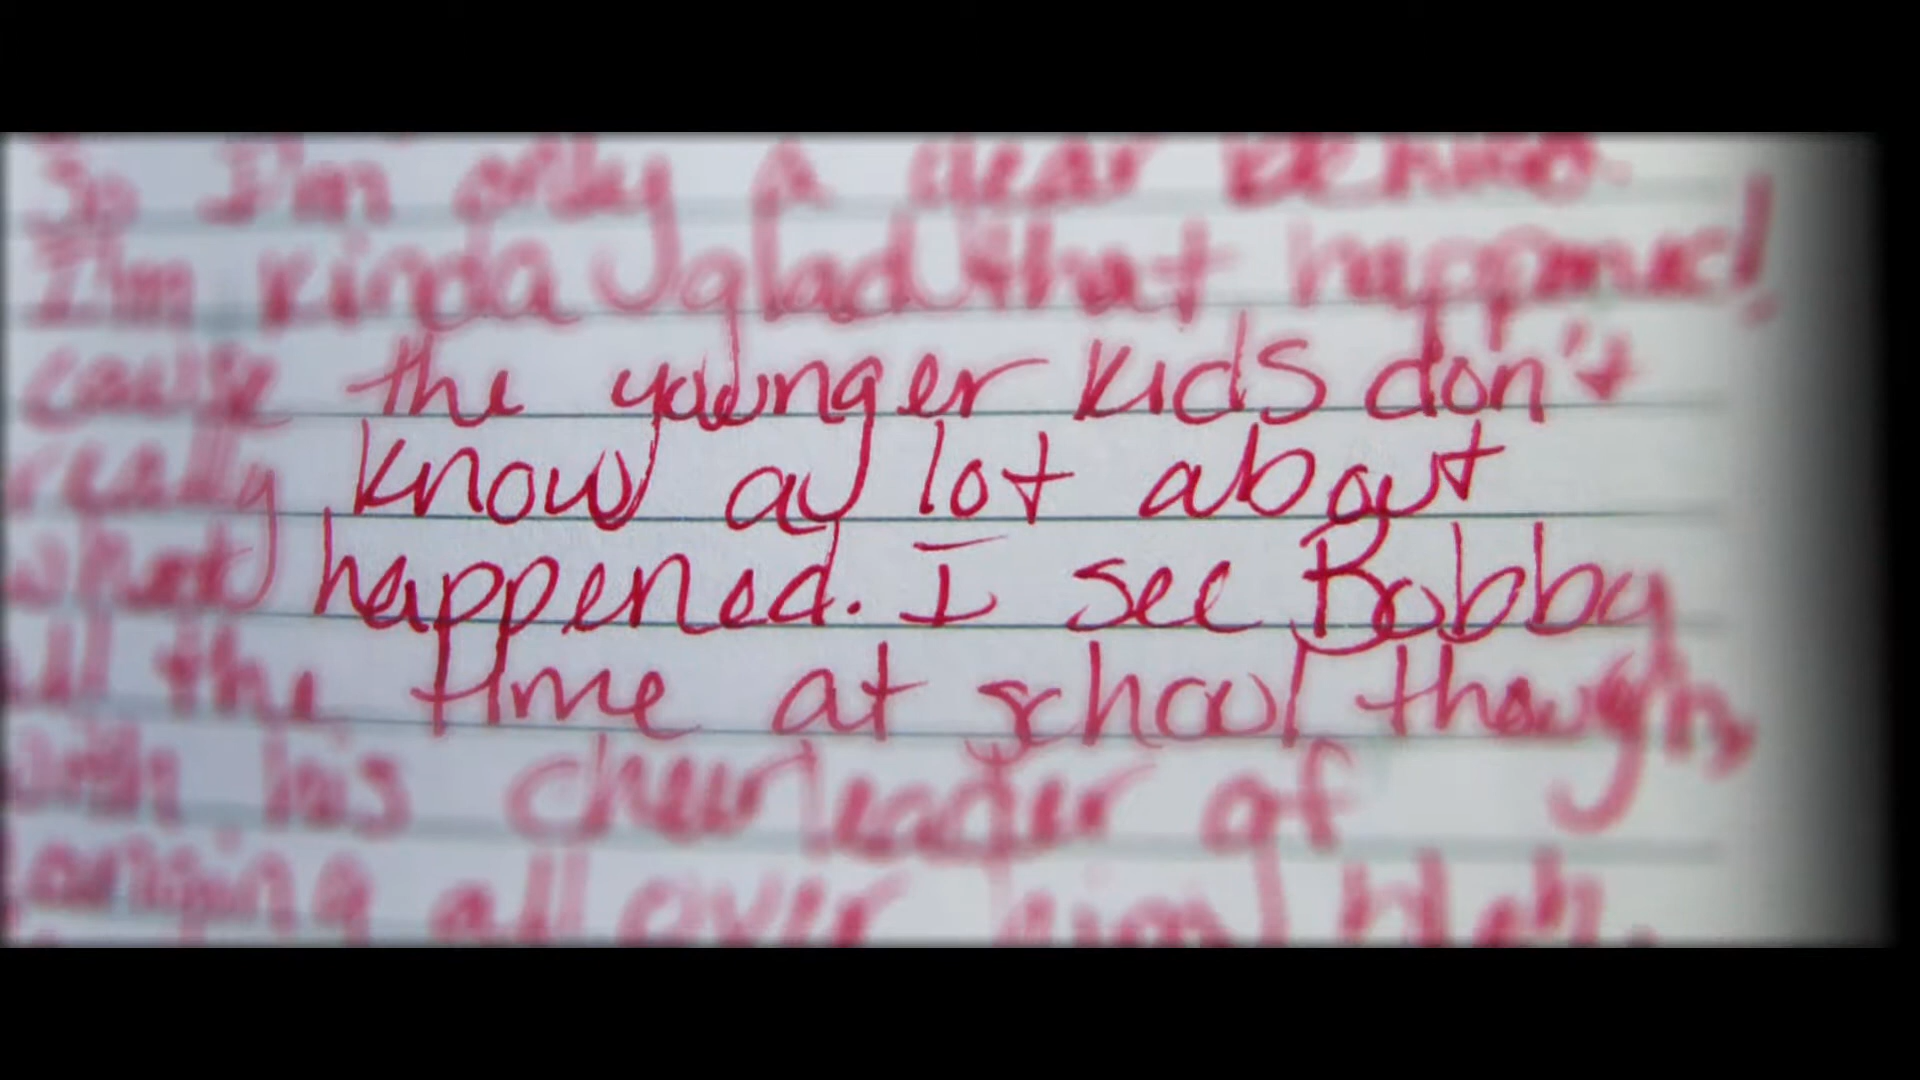 So I'm only a year behind.
I'm kinda glad that happened!
cause the younger kids don't
really know a lot about
what happened. I see Bobby
all the time at school though,
with his cheerleader gf
hanging all over him! Blah.